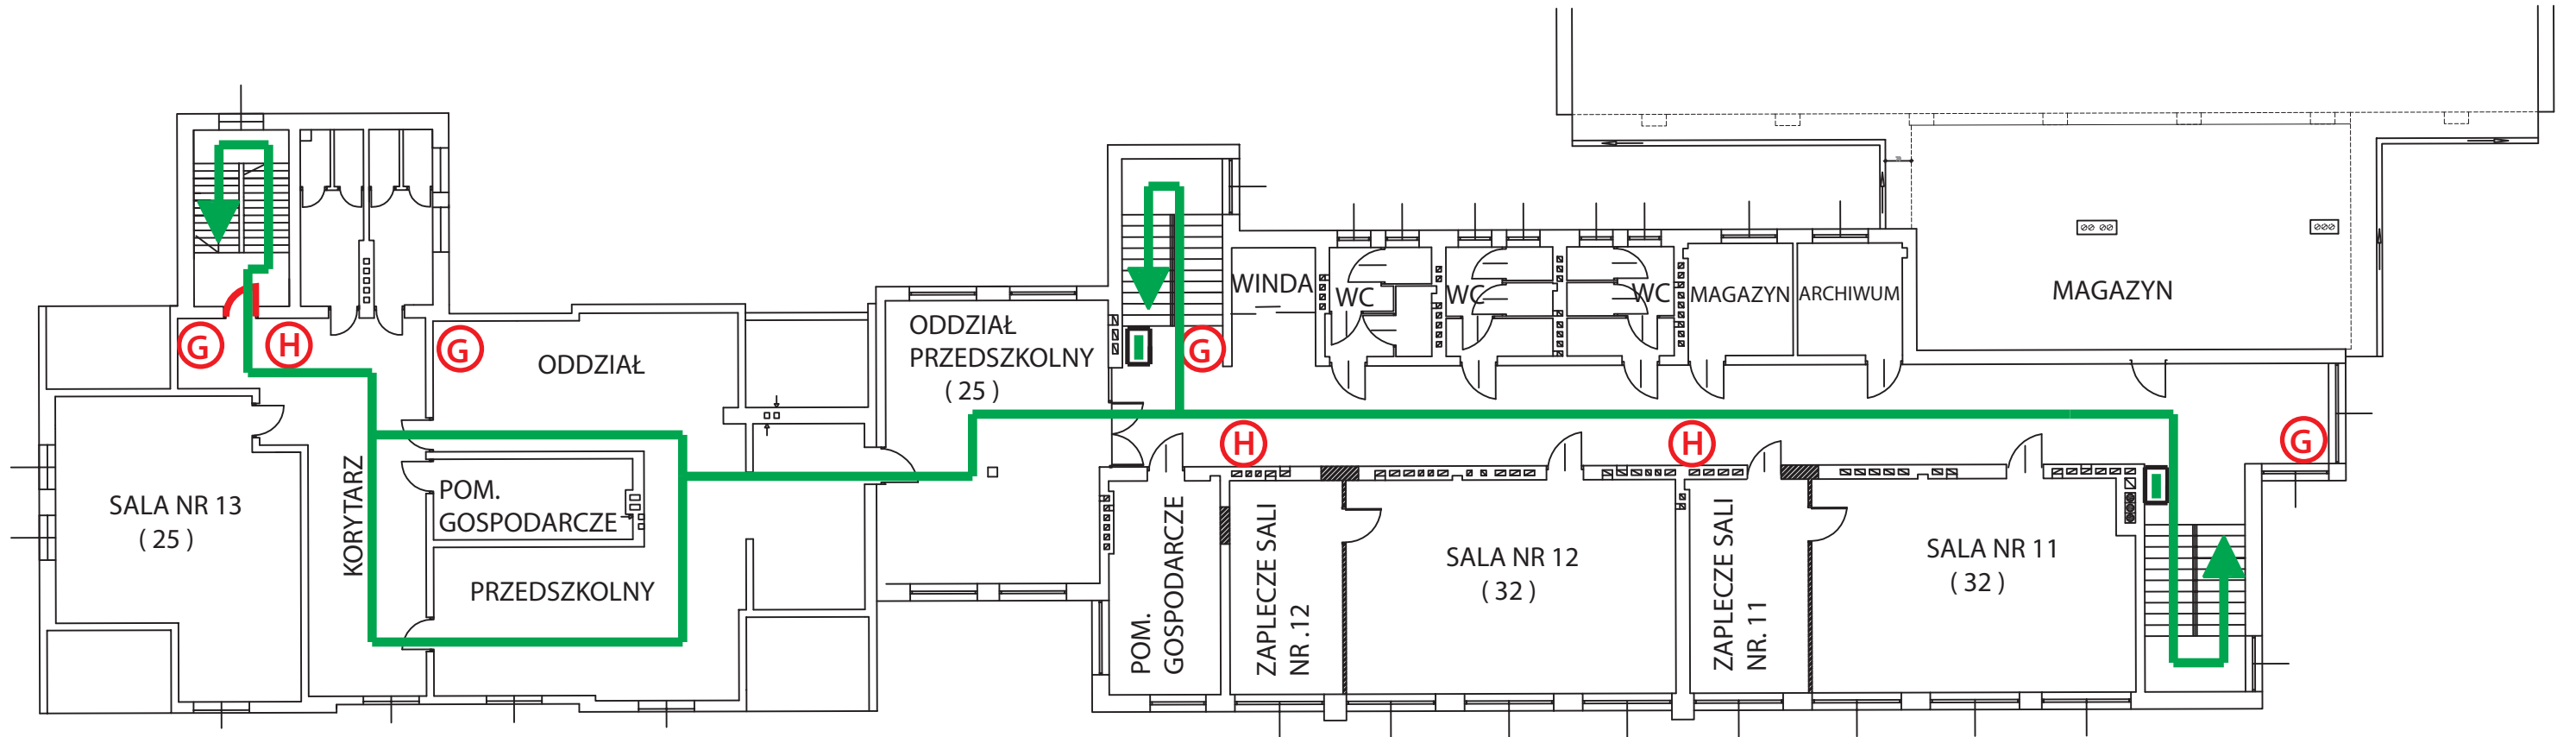 WINDA
WC
WC
WC
MAGAZYN
ARCHIWUM
MAGAZYN
G
H
G
ODDZIAŁ
ODDZIAŁ
PRZEDSZKOLNY
( 25 )
G
H
H
G
SALA NR 13
( 25 )
KORYTARZ
POM.
GOSPODARCZE
PRZEDSZKOLNY
POM.
GOSPODARCZE
ZAPLECZE SALI
NR .12
SALA NR 12
( 32 )
ZAPLECZE SALI
NR. 11
SALA NR 11
( 32 )